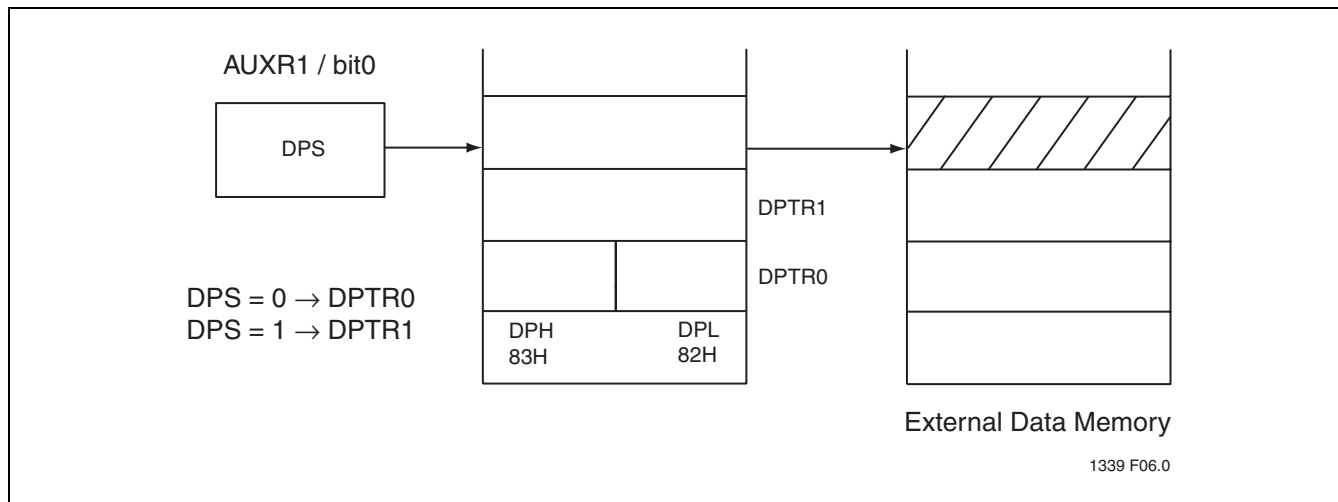 AUXR1 / bit0
DPS
DPTR1
DPTR0
DPS = 0 → DPTR0
DPS = 1 → DPTR1
DPH DPL
83H 82H
External Data Memory
1339 F06.0